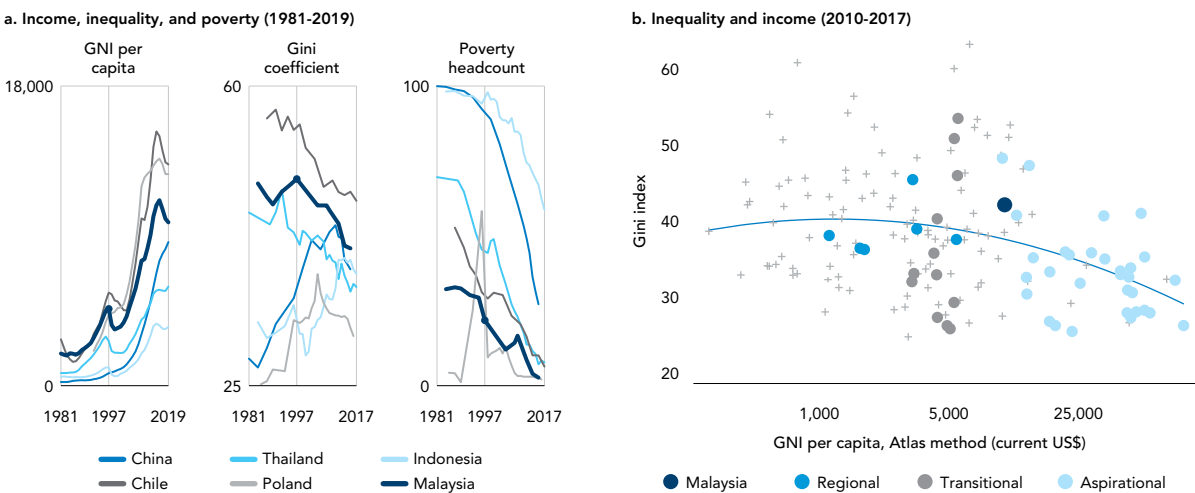 a. Income, inequality, and poverty (1981-2019)
GNI per
capita
18,000
0
1981 1997 2019
Gini
coefficient
60
25
1981 1997 2017
Poverty
headcount
100
0
1981 1997 2017
China
Thailand
Indonesia
Chile
Poland
Malaysia
b. Inequality and income (2010-2017)
Gini index
60
50
40
30
20
1,000 5,000 25,000
GNI per capita, Atlas method (current US$)
Malaysia
Regional
Transitional
Aspirational